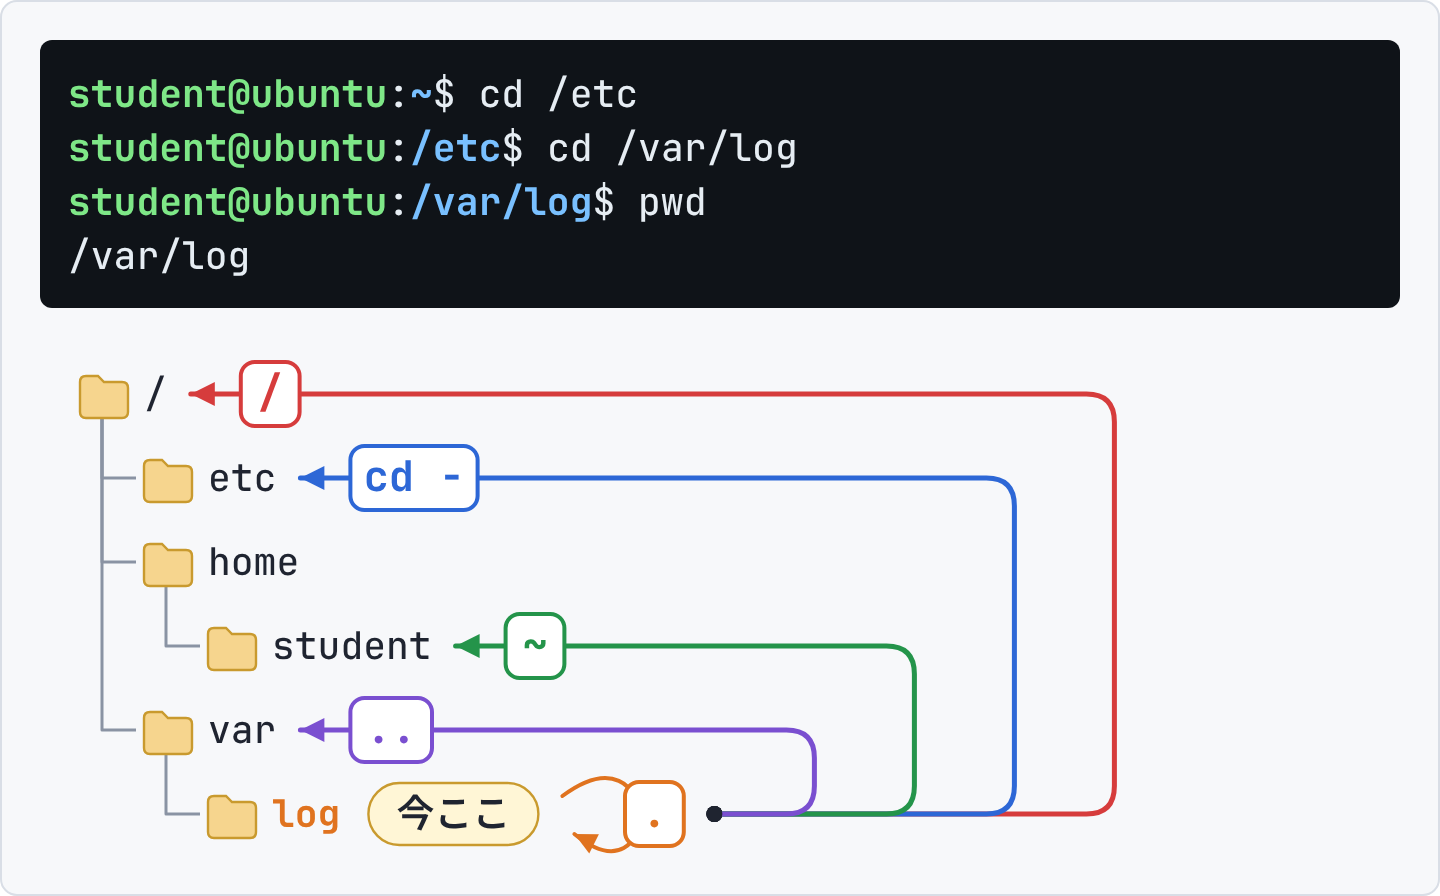 student@ubuntu:~$ cd /etc
student@ubuntu:/etc$ cd /var/log
student@ubuntu:/var/log$ pwd
/var/log
/ /
etc cd -
home
student ~
var ..
log 今ここ .